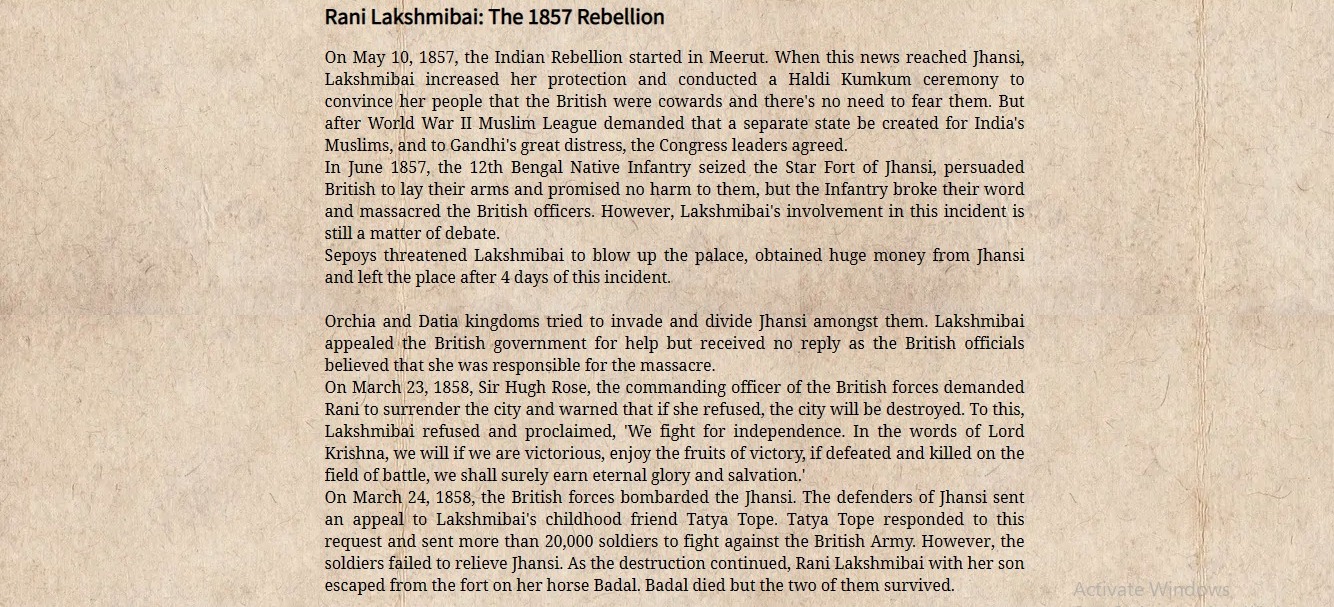 Rani Lakshmibai: The 1857 Rebellion
On May 10, 1857, the Indian Rebellion started in Meerut. When this news reached Jhansi,
Lakshmibai increased her protection and conducted a Haldi Kumkum ceremony to
convince her people that the British were cowards and there's no need to fear them. But
after World War II Muslim League demanded that a separate state be created for India's
Muslims, and to Gandhi's great distress, the Congress leaders agreed.
In June 1857, the 12th Bengal Native Infantry seized the Star Fort of Jhansi, persuaded
British to lay their arms and promised no harm to them, but the Infantry broke their word
and massacred the British officers. However, Lakshmibai's involvement in this incident is
still a matter of debate.
Sepoys threatened Lakshmibai to blow up the palace, obtained huge money from Jhansi
and left the place after 4 days of this incident.
Orchia and Datia kingdoms tried to invade and divide Jhansi amongst them. Lakshmibai
appealed the British government for help but received no reply as the British officials
believed that she was responsible for the massacre.
On March 23, 1858, Sir Hugh Rose, the commanding officer of the British forces demanded
Rani to surrender the city and warned that if she refused, the city will be destroyed. To this,
Lakshmibai refused and proclaimed, 'We fight for independence. In the words of Lord
Krishna, we will if we are victorious, enjoy the fruits of victory, if defeated and killed on the
field of battle, we shall surely earn eternal glory and salvation.'
On March 24, 1858, the British forces bombarded the Jhansi. The defenders of Jhansi sent
an appeal to Lakshmibai's childhood friend Tatya Tope. Tatya Tope responded to this
request and sent more than 20,000 soldiers to fight against the British Army. However, the
soldiers failed to relieve Jhansi. As the destruction continued, Rani Lakshmibai with her son
escaped from the fort on her horse Badal. Badal died but the two of them survived.
Activate Windows